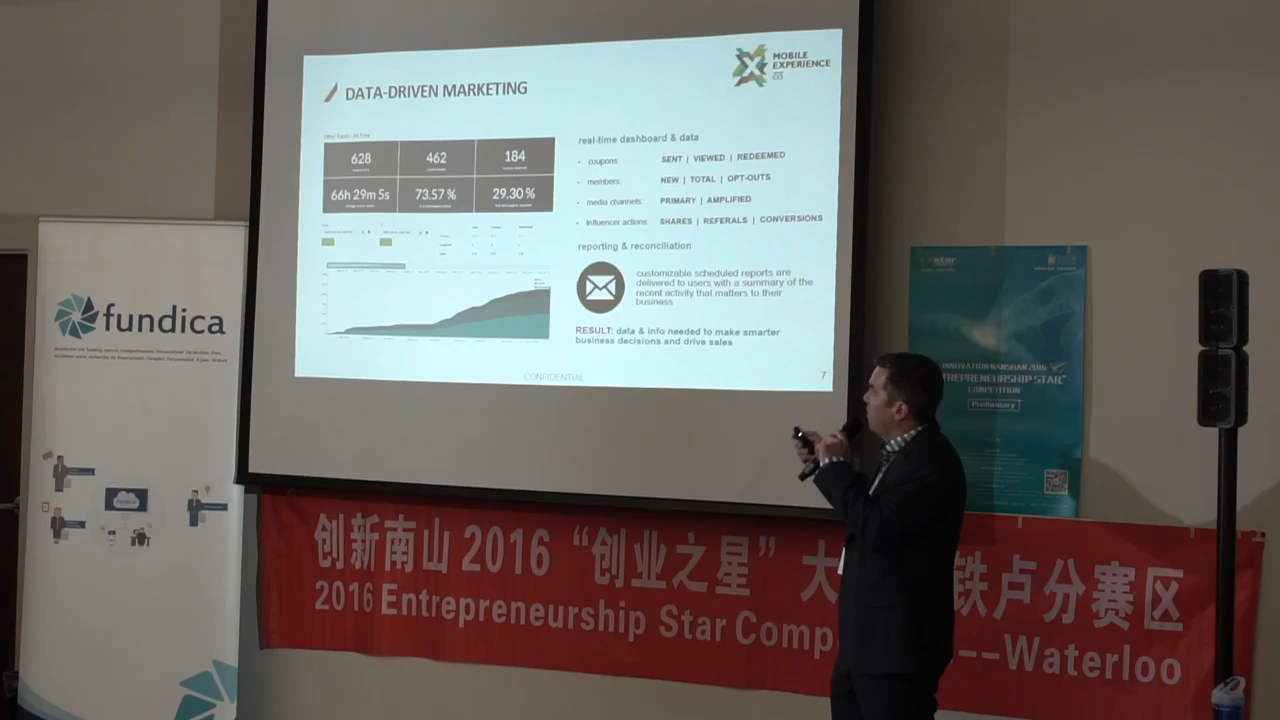 MOBILE
EXPERIENCE
CO
DATA-DRIVEN MARKETING
628
462
184
66h 29m 5s
73.57 %
29.30 %
real-time dashboard & data
• coupons: SENT | VIEWED | REDEEMED
• members: NEW | TOTAL | OPT-OUTS
• media channels: PRIMARY | AMPLIFIED
• influencer actions: SHARES | REFERALS | CONVERSIONS
reporting & reconciliation
customizable scheduled reports are
delivered to users with a summary of the
recent activity that matters to their
business
RESULT: data & info needed to make smarter
business decisions and drive sales
CONFIDENTIAL
7
fundica
INNOVATION NANSHAN 2016
TREPRENEURSHIP STAR"
COMPETITION
Preliminary
创新南山 2016 “创业之星” 大 铁卢分赛区
2016 Entrepreneurship Star Comp --Waterloo